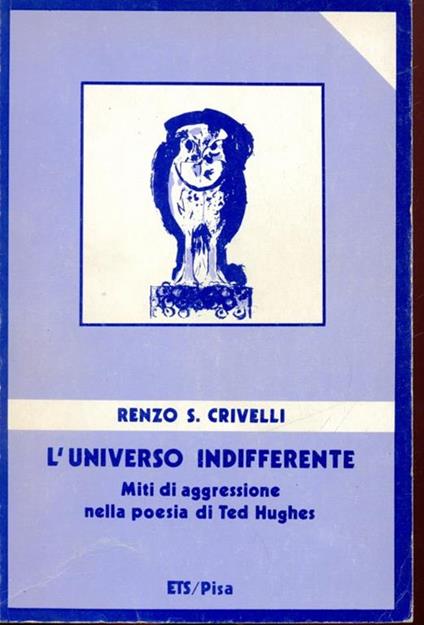 RENZO S. CRIVELLI
L'UNIVERSO INDIFFERENTE
Miti di aggressione
nella poesia di Ted Hughes
ETS/Pisa